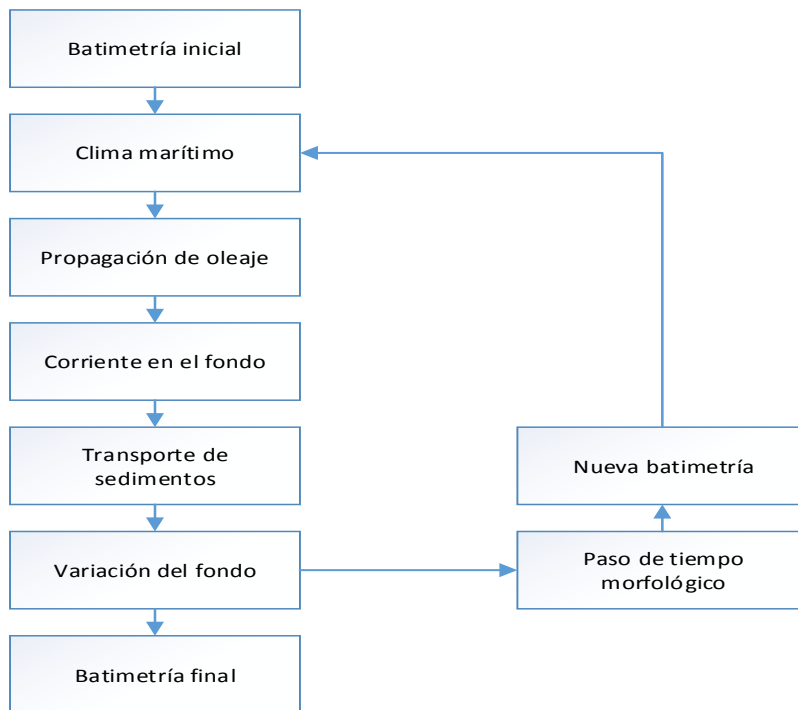 Batimetría inicial
Clima marítimo
Propagación de oleaje
Corriente en el fondo
Transporte de
sedimentos
Variación del fondo
Batimetría final
Nueva batimetría
Paso de tiempo
morfológico